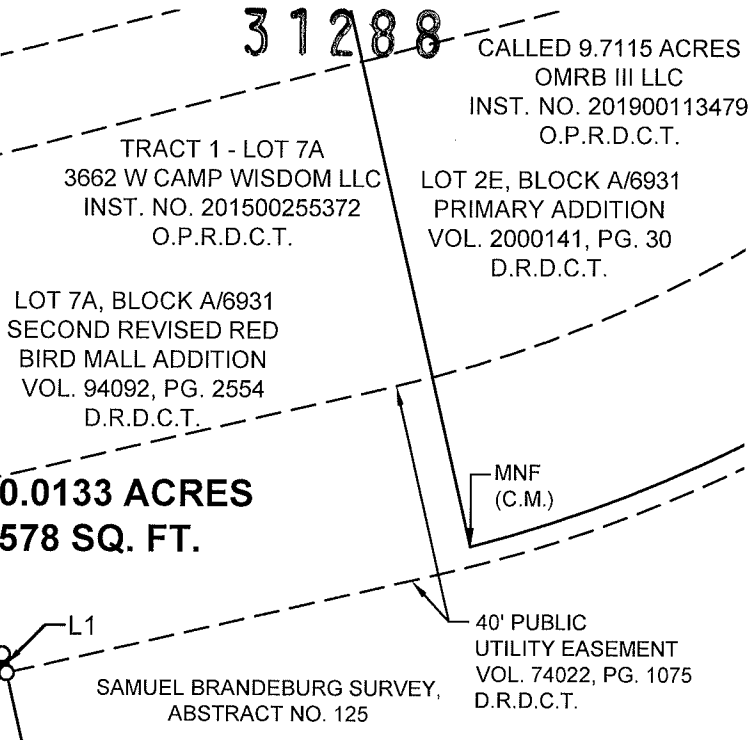 31288
CALLED 9.7115 ACRES
OMRB III LLC
INST. NO. 201900113479
O.P.R.D.C.T.
TRACT 1 - LOT 7A
3662 W CAMP WISDOM LLC
INST. NO. 201500255372
O.P.R.D.C.T.
LOT 2E, BLOCK A/6931
PRIMARY ADDITION
VOL. 2000141, PG. 30
D.R.D.C.T.
LOT 7A, BLOCK A/6931
SECOND REVISED RED
BIRD MALL ADDITION
VOL. 94092, PG. 2554
D.R.D.C.T.
0.0133 ACRES
578 SQ. FT.
MNF
(C.M.)
L1
40' PUBLIC
UTILITY EASEMENT
VOL. 74022, PG. 1075
D.R.D.C.T.
SAMUEL BRANDEBURG SURVEY,
ABSTRACT NO. 125